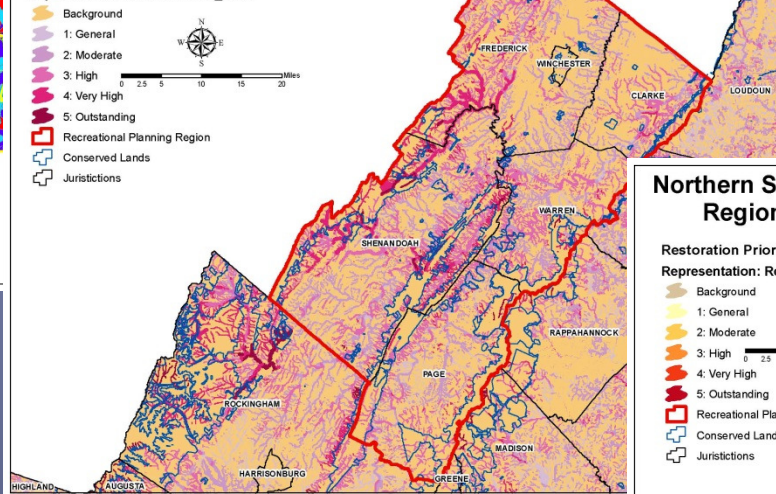 Background
1: General
2: Moderate
3: High
4: Very High
5: Outstanding
Recreational Planning Region
Conserved Lands
Juristictions
N
W E
S
0 2.5 5 10 15 20 Miles
FREDERICK
WINCHESTER
CLARKE
LOUDOUN
WARREN
SHENANDOAH
RAPPAHANNOCK
PAGE
ROCKINGHAM
MADISON
HARRISONBURG
GREENE
HIGHLAND
AUGUSTA
Northern S
Region
Restoration Prior
Representation: Re
Background
1: General
2: Moderate
3: High 0 2.5
4: Very High
5: Outstanding
Recreational Pla
Conserved Land
Jurisdictions